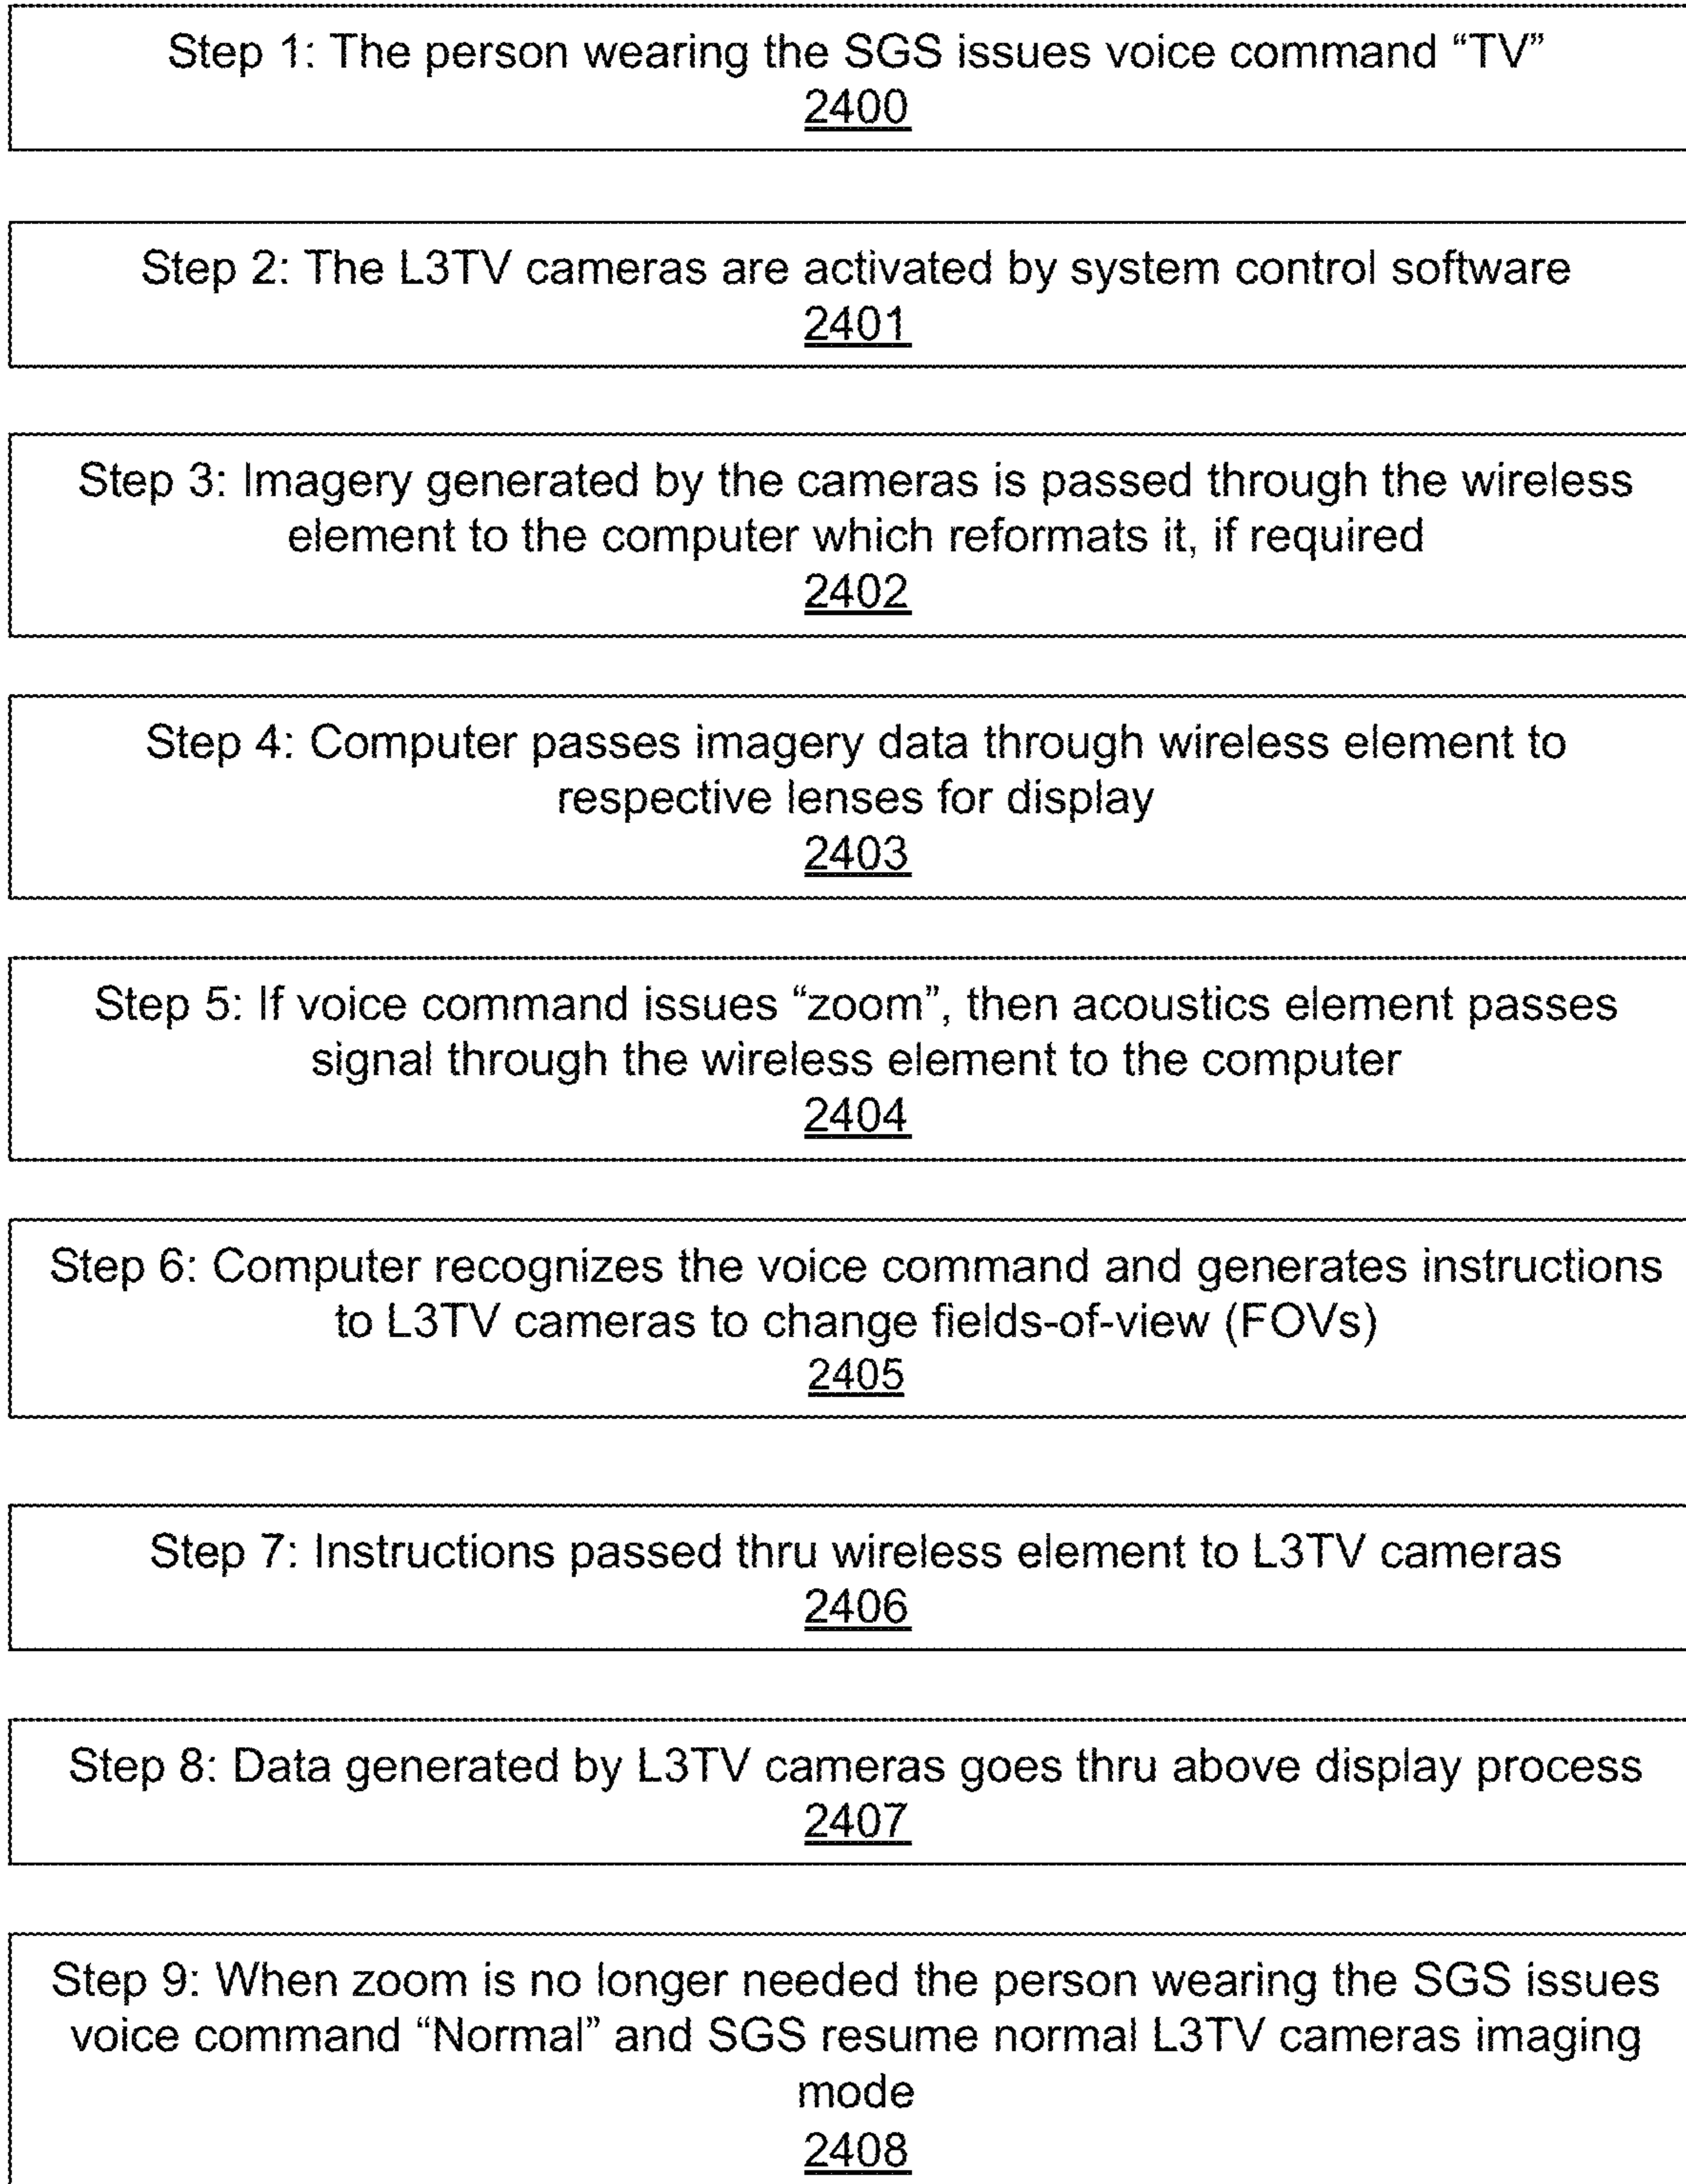 Step 1: The person wearing the SGS issues voice command “TV”
2400
Step 2: The L3TV cameras are activated by system control software
2401
Step 3: Imagery generated by the cameras is passed through the wireless
element to the computer which reformats it, if required
2402
Step 4: Computer passes imagery data through wireless element to
respective lenses for display
2403
Step 5: If voice command issues “zoom”, then acoustics element passes
signal through the wireless element to the computer
2404
Step 6: Computer recognizes the voice command and generates instructions
to L3TV cameras to change fields-of-view (FOVs)
2405
Step 7: Instructions passed thru wireless element to L3TV cameras
2406
Step 8: Data generated by L3TV cameras goes thru above display process
2407
Step 9: When zoom is no longer needed the person wearing the SGS issues
voice command “Normal” and SGS resume normal L3TV cameras imaging
mode
2408